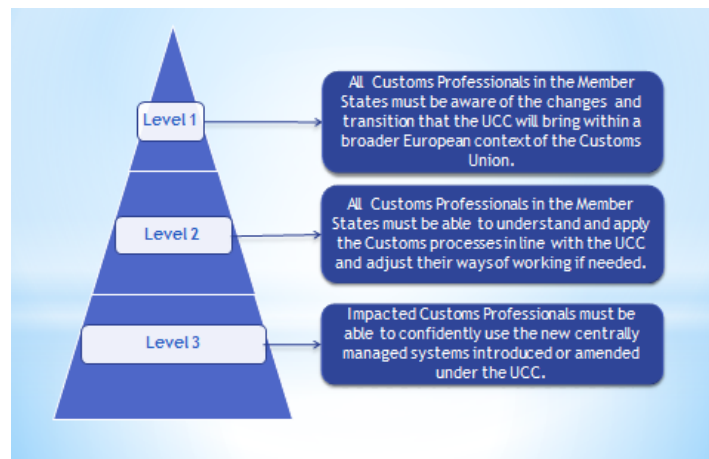 Level 1
All Customs Professionals in the Member
States must be aware of the changes and
transition that the UCC will bring within a
broader European context of the Customs
Union.
Level 2
All Customs Professionals in the Member
States must be able to understand and apply
the Customs processes in line with the UCC
and adjust their ways of working if needed.
Level 3
Impacted Customs Professionals must be
able to confidently use the new centrally
managed systems introduced or amended
under the UCC.